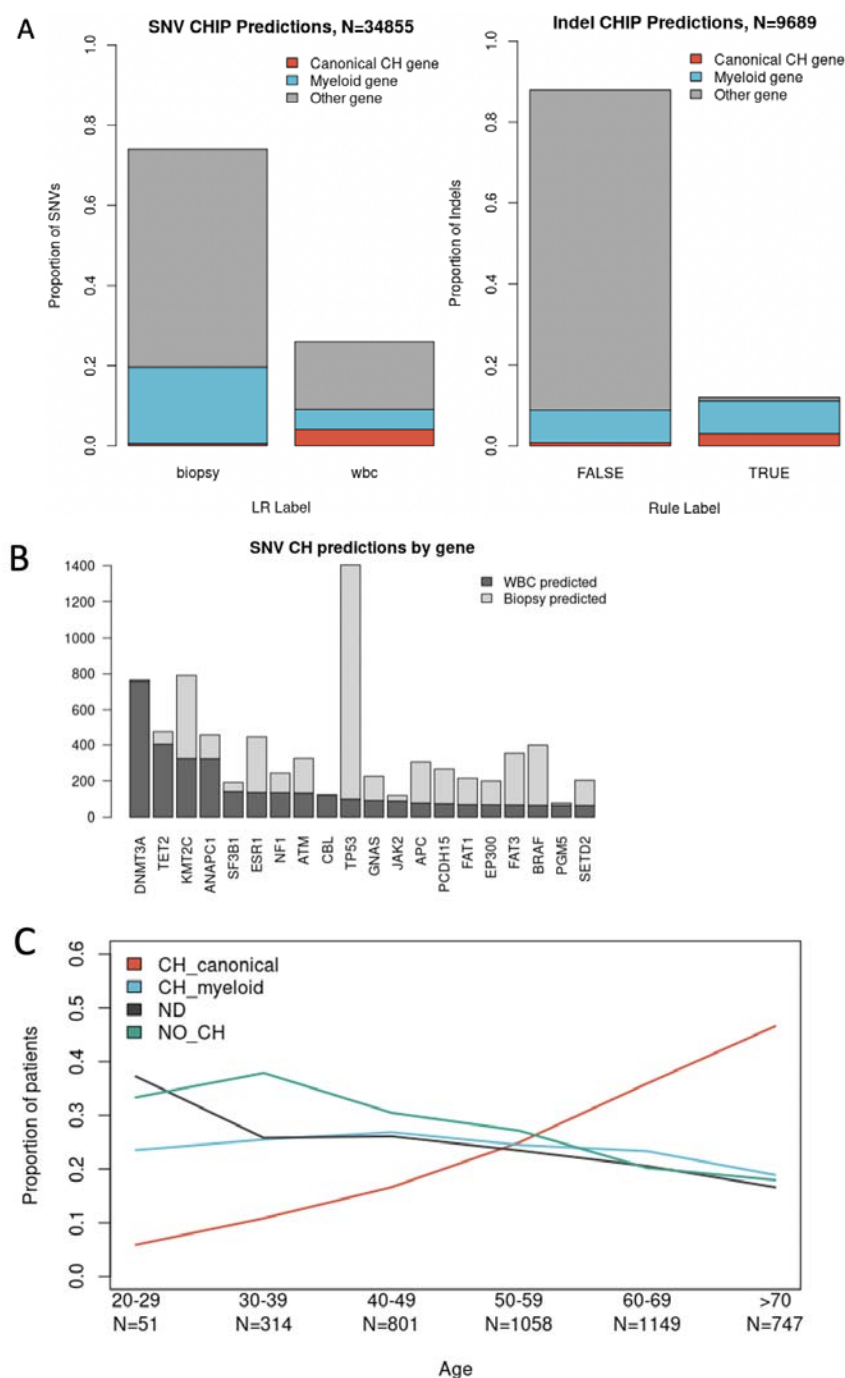 A
SNV CHIP Predictions, N=34855
Canonical CH gene
Myeloid gene
Other gene
Proportion of SNVs
1.0
0.8
0.6
0.4
0.2
0.0
biopsy
wbc
LR Label
Indel CHIP Predictions, N=9689
Canonical CH gene
Myeloid gene
Other gene
Proportion of Indels
1.0
0.8
0.6
0.4
0.2
0.0
FALSE
TRUE
Rule Label
B
SNV CH predictions by gene
WBC predicted
Biopsy predicted
1400
1200
1000
800
600
400
200
0
DNMT3A
TET2
KMT2C
ANAPC1
SF3B1
ESR1
NF1
ATM
CBL
TP53
GNAS
JAK2
APC
PCDH15
FAT1
EP300
FAT3
BRAF
PGM5
SETD2
C
CH_canonical
CH_myeloid
ND
NO_CH
Proportion of patients
0.6
0.5
0.4
0.3
0.2
0.1
0.0
20-29 30-39 40-49 50-59 60-69 >70
N=51 N=314 N=801 N=1058 N=1149 N=747
Age